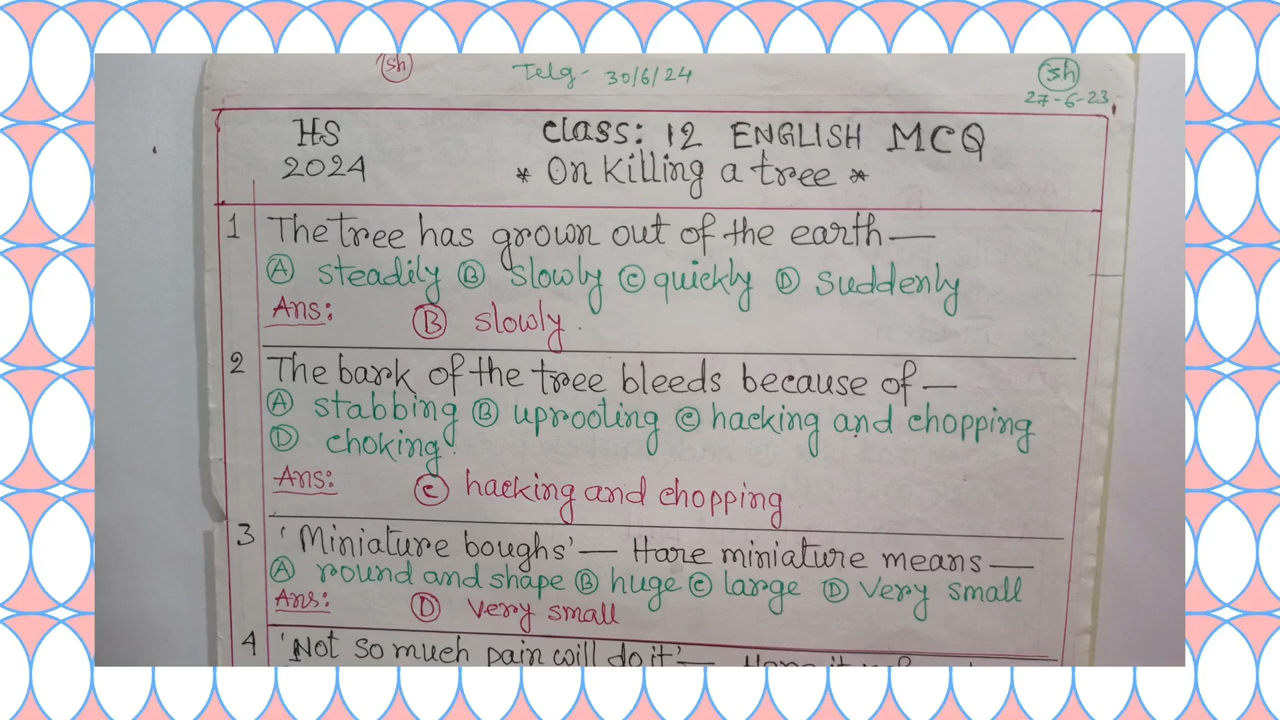 sh Telg- 30/6/24 sh
27-6-23
HS Class: 12 ENGLISH MCQ
2024 * On Killing a tree *
1 The tree has grown out of the earth —
Ⓐ steadily Ⓑ slowly Ⓒ quickly Ⓓ suddenly
Ans: Ⓑ slowly.
2 The bark of the tree bleeds because of —
Ⓐ stabbing Ⓑ uprooting Ⓒ hacking and chopping
Ⓓ choking.
Ans: Ⓒ hacking and chopping
3 'Miniature boughs' — Hare miniature means —
Ⓐ round and shape Ⓑ huge Ⓒ large Ⓓ very small
Ans: Ⓓ very small
4 'Not so much pain will do it' —